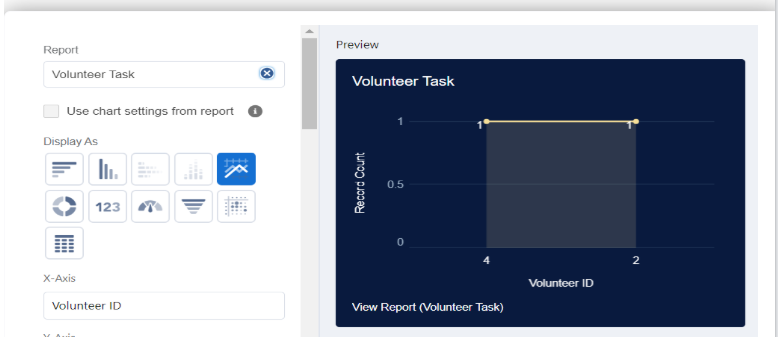 Report
Volunteer Task
Use chart settings from report
Display As
123
X-Axis
Volunteer ID
Y-Axis
Preview
Volunteer Task
1
0.5
0
Record Count
1
1
4
2
Volunteer ID
View Report (Volunteer Task)